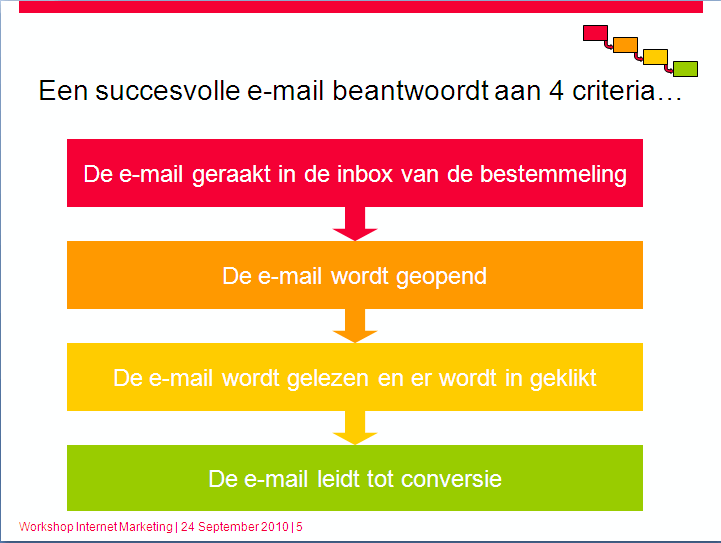 Een succesvolle e-mail beantwoordt aan 4 criteria…
De e-mail geraakt in de inbox van de bestemmeling
De e-mail wordt geopend
De e-mail wordt gelezen en er wordt in geklikt
De e-mail leidt tot conversie
Workshop Internet Marketing | 24 September 2010 | 5